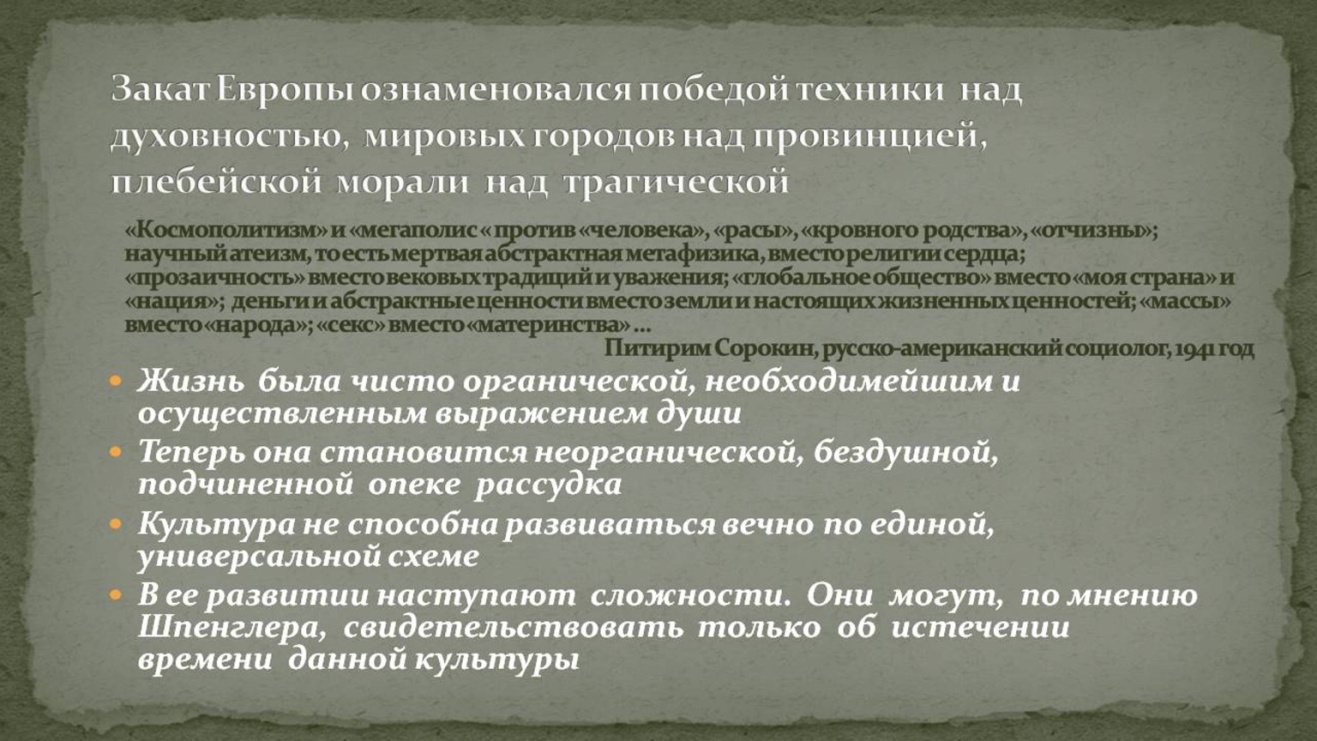 Закат Европы ознаменовался победой техники над
духовностью, мировых городов над провинцией,
плебейской морали над трагической
«Космополитизм» и «мегаполис « против «человека», «расы», «кровного родства», «отчизны»;
научный атеизм, то есть мертвая абстрактная метафизика, вместо религии сердца;
«прозаичность» вместо вековых традиций и уважения; «глобальное общество» вместо «моя страна» и
«нация»; деньги и абстрактные ценности вместо земли и настоящих жизненных ценностей; «массы»
вместо «народа»; «секс» вместо «материнства» ...
Питирим Сорокин, русско-американский социолог, 1941 год
• Жизнь была чисто органической, необходимейшим и
осуществленным выражением души
• Теперь она становится неорганической, бездушной,
подчиненной опеке рассудка
• Культура не способна развиваться вечно по единой,
универсальной схеме
• В ее развитии наступают сложности. Они могут, по мнению
Шпенглера, свидетельствовать только об истечении
времени данной культуры